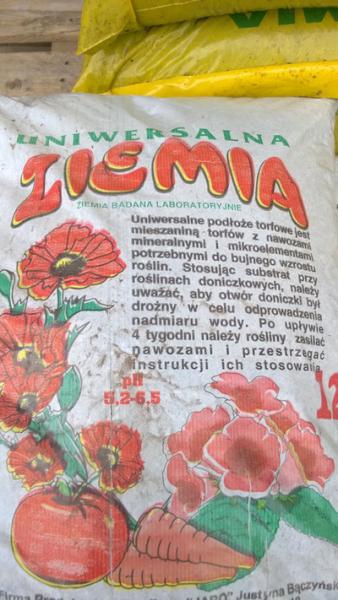 UNIWERSALNA
ZIEMIA
ZIEMIA BADANA LABORATORYJNIE
Uniwersalne podłoże torfowe jest
mieszaniną torfów z nawozami
mineralnymi i mikroelementami
potrzebnymi do bujnego wzrostu
roślin. Stosując substrat przy
roślinach doniczkowych, należy
uważać, aby otwór doniczki był
drożny w celu odprowadzenia
nadmiaru wody. Po upływie
4 tygodni należy rośliny zasilać
nawozami i przestrzegać
instrukcji ich stosowania
pH
5,2-6.5
Firma Justyna Bączyńsk